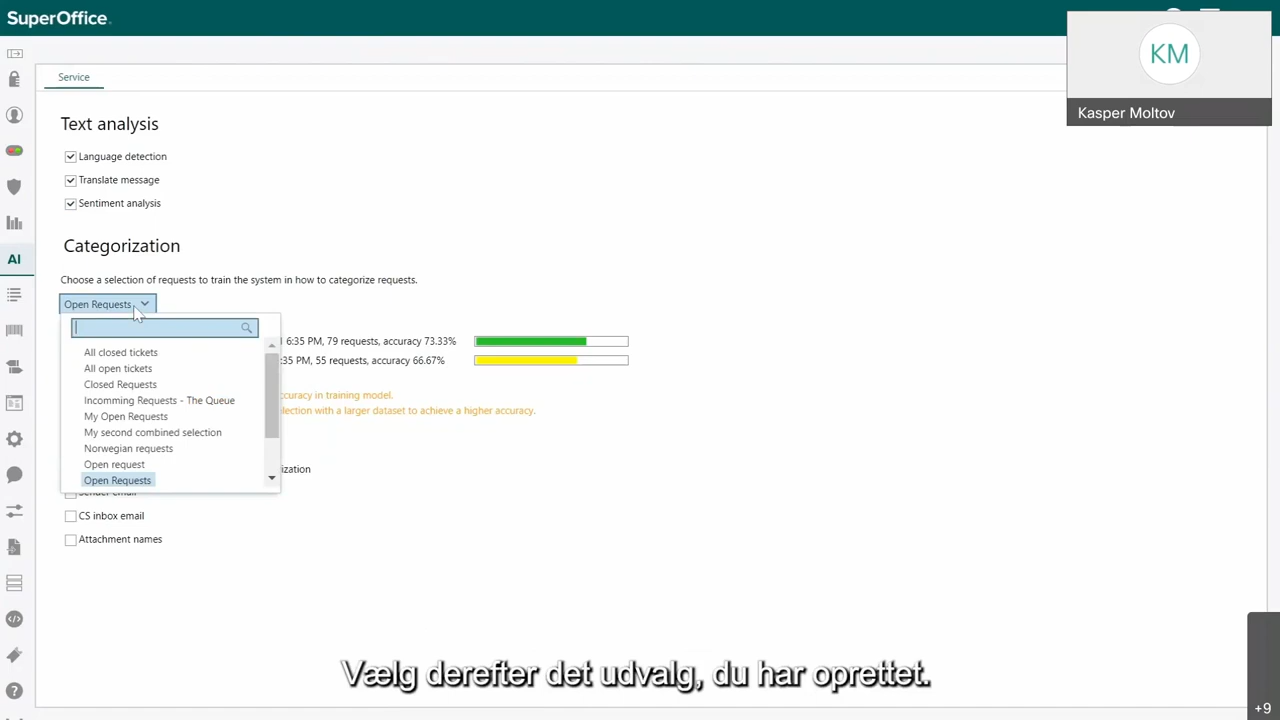 SuperOffice.
KM
Kasper Moltov
Service
Text analysis
Language detection
Translate message
Sentiment analysis
Categorization
AI
Choose a selection of requests to train the system in how to categorize requests.
Open Requests
6:35 PM, 79 requests, accuracy 73.33%
:35 PM, 55 requests, accuracy 66.67%
All closed tickets
All open tickets
Closed Requests
Incomming Requests - The Queue
My Open Requests
My second combined selection
Norwegian requests
Open request
Open Requests
ccuracy in training model.
election with a larger dataset to achieve a higher accuracy.
ization
CS inbox email
Attachment names
Vælg derefter det udvalg, du har oprettet.
+9